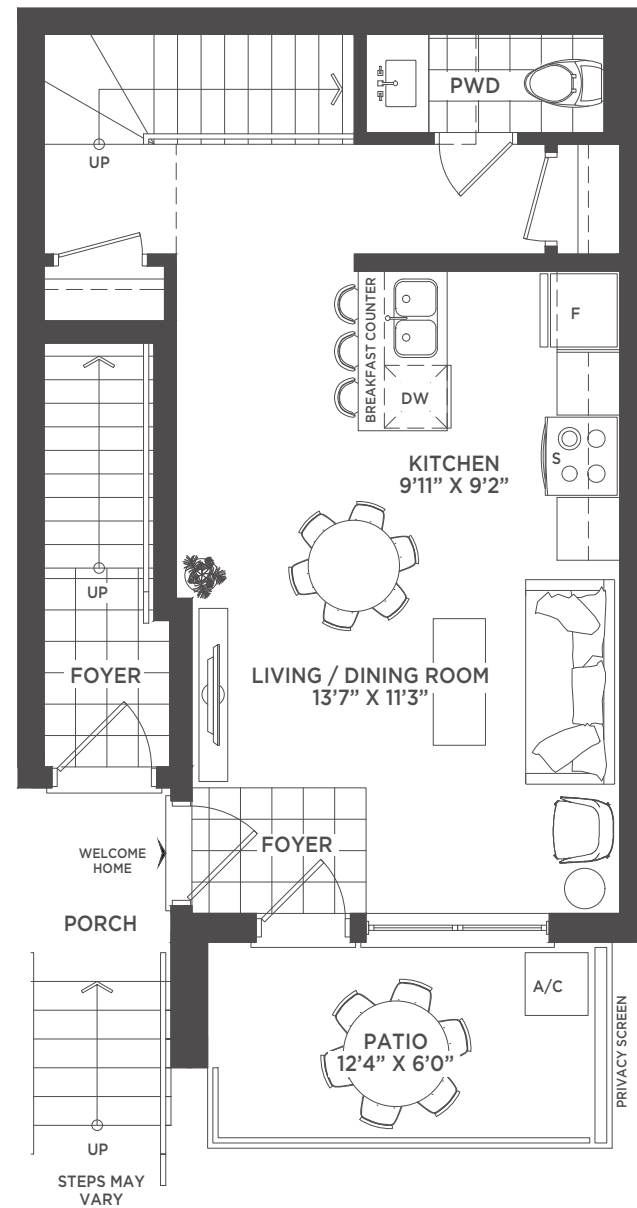 PWD
UP
BREAKFAST COUNTER
F
DW
S
KITCHEN
9’11” X 9’2”
UP
FOYER
LIVING / DINING ROOM
13’7” X 11’3”
FOYER
WELCOME
HOME
PORCH
A/C
PATIO
12’4” X 6’0”
PRIVACY SCREEN
UP
STEPS MAY
VARY